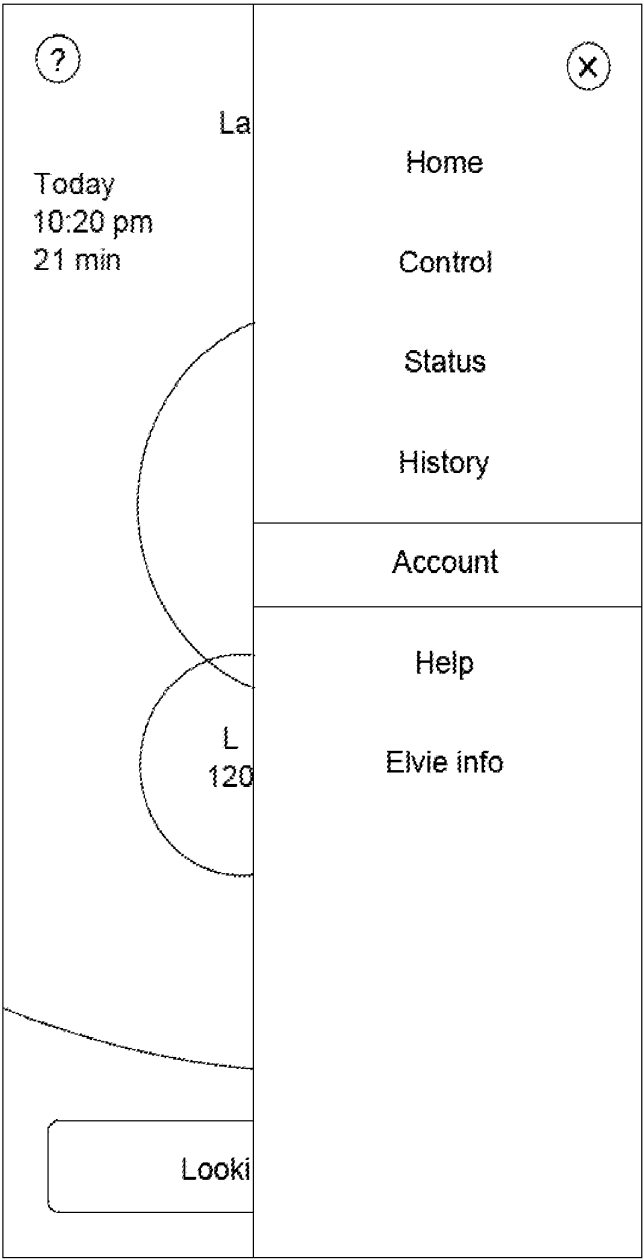 ?
La
Today
10:20 pm
21 min
L
120
Looki
X
Home
Control
Status
History
Account
Help
Elvie info